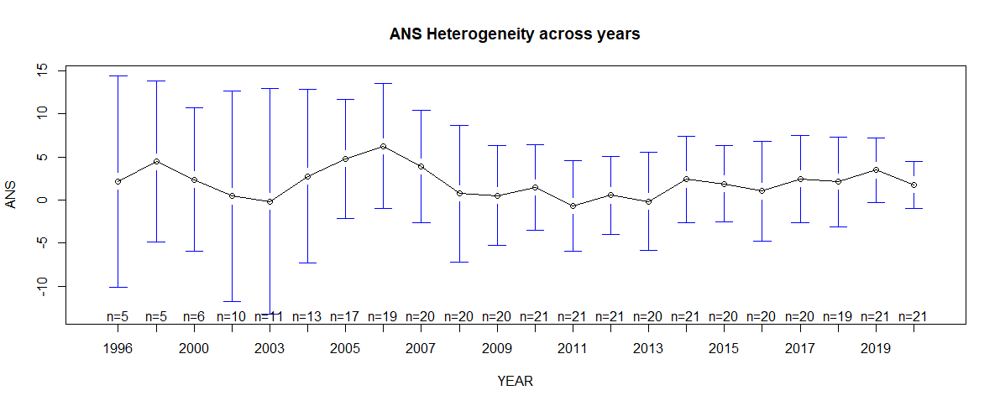 ANS Heterogeneity across years
15
10
5
0
-5
-10
ANS
n=5 n=5 n=6 n=10 n=11 n=13 n=17 n=19 n=20 n=20 n=20 n=21 n=21 n=21 n=20 n=21 n=20 n=20 n=20 n=19 n=21 n=21
1996 2000 2003 2005 2007 2009 2011 2013 2015 2017 2019
YEAR